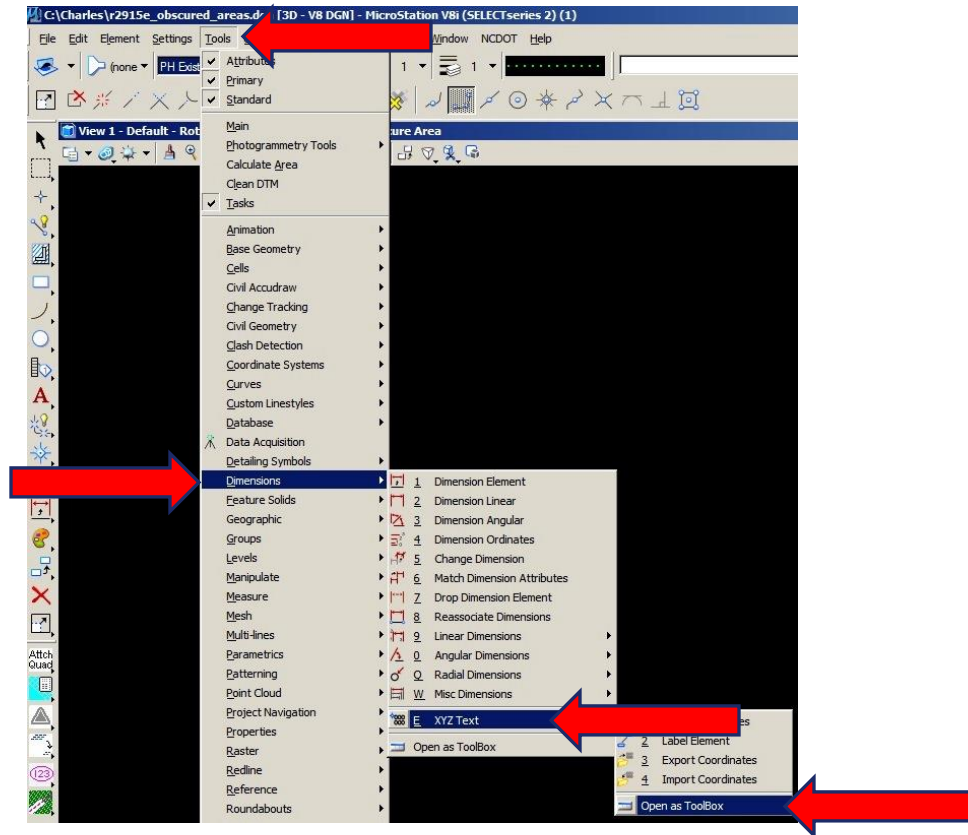 C:\Charles\r2915e_obscured_areas.d [3D - V8 DGN] - MicroStation V8i (SELECTseries 2) (1)
File Edit Element Settings Tools Window NCDOT Help
(none PH Exist 1 1
View 1 - Default - Rot ure Area
Attributes
Primary
Standard
Main
Photogrammetry Tools
Calculate Area
Clean DTM
Tasks
Animation
Base Geometry
Cells
Civil Accudraw
Change Tracking
Civil Geometry
Clash Detection
Coordinate Systems
Curves
Custom Linestyles
Database
Data Acquisition
Detailing Symbols
Dimensions
Feature Solids
Geographic
Groups
Levels
Manipulate
Measure
Mesh
Multi-lines
Parametrics
Patterning
Point Cloud
Project Navigation
Properties
Raster
Redline
Reference
Roundabouts
A
Attch
Quad
(123)
1 Dimension Element
2 Dimension Linear
3 Dimension Angular
4 Dimension Ordinates
5 Change Dimension
6 Match Dimension Attributes
7 Drop Dimension Element
8 Reassociate Dimensions
9 Linear Dimensions
0 Angular Dimensions
Q Radial Dimensions
W Misc Dimensions
E XYZ Text
Open as ToolBox
es
2 Label Element
3 Export Coordinates
4 Import Coordinates
Open as ToolBox